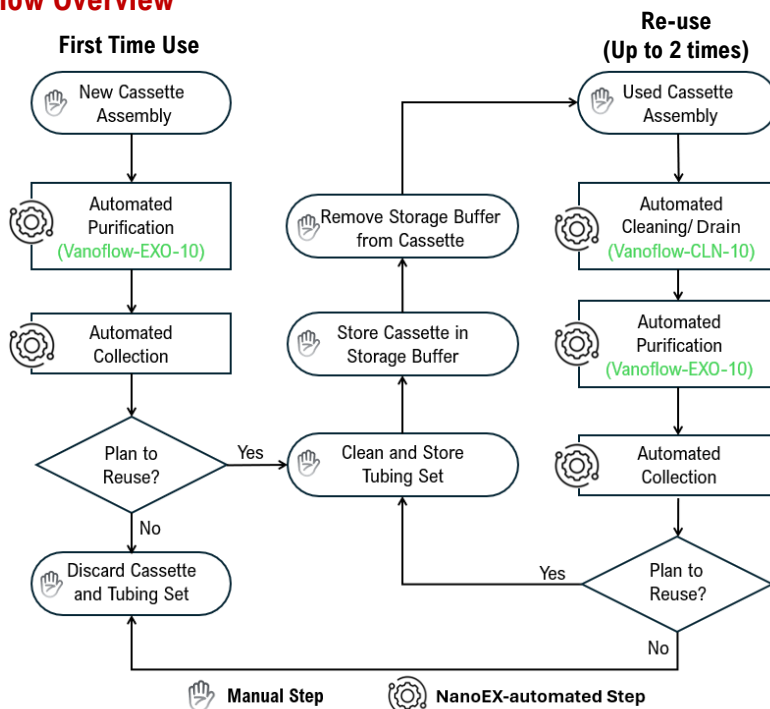 low Overview
First Time Use
New Cassette
Assembly
Automated
Purification
(Vanoflow-EXO-10)
Automated
Collection
Plan to
Reuse?
Yes
No
Discard Cassette
and Tubing Set
Remove Storage Buffer
from Cassette
Store Cassette in
Storage Buffer
Clean and Store
Tubing Set
Re-use
(Up to 2 times)
Used Cassette
Assembly
Automated
Cleaning/ Drain
(Vanoflow-CLN-10)
Automated
Purification
(Vanoflow-EXO-10)
Automated
Collection
Plan to
Reuse?
Yes
No
Manual Step
NanoEX-automated Step